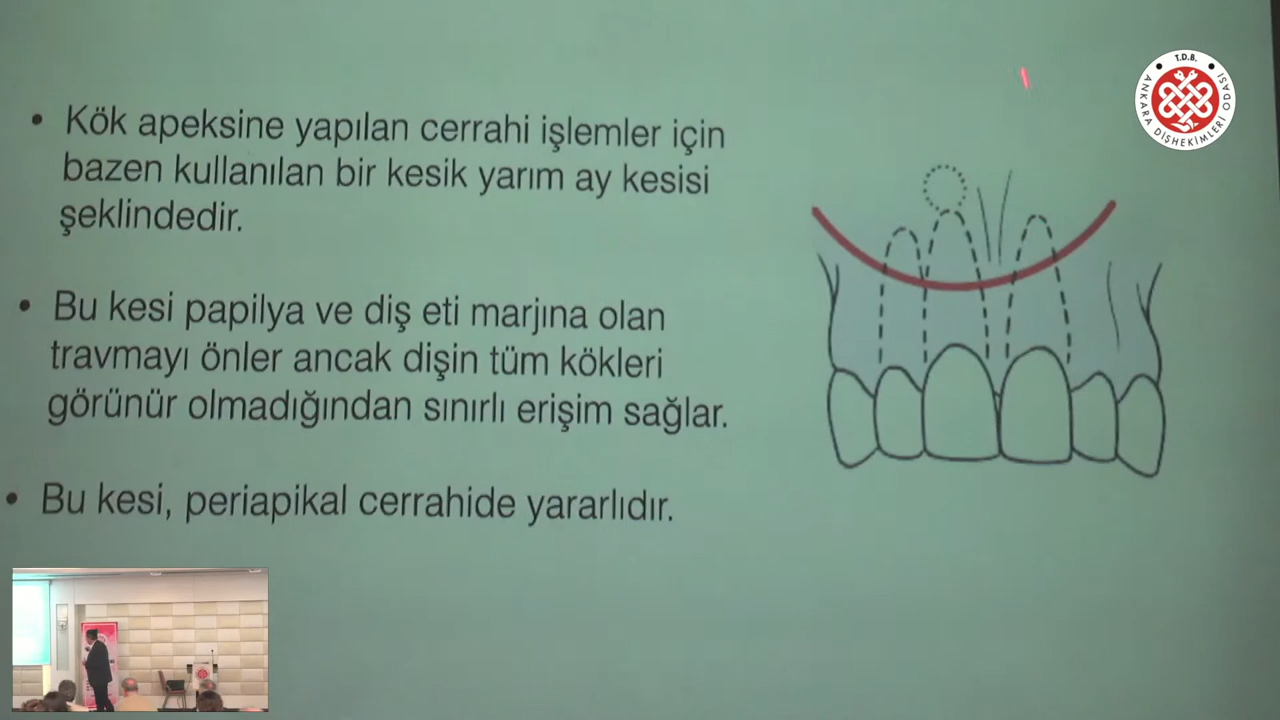 • Kök apeksine yapılan cerrahi işlemler için
bazen kullanılan bir kesik yarım ay kesisi
şeklindedir.
• Bu kesi papilya ve diş eti marjına olan
travmayı önler ancak dişin tüm kökleri
görünür olmadığından sınırlı erişim sağlar.
• Bu kesi, periapikal cerrahide yararlıdır.
T.D.B.
ANKARA DİŞHEKİMLERİ ODASI